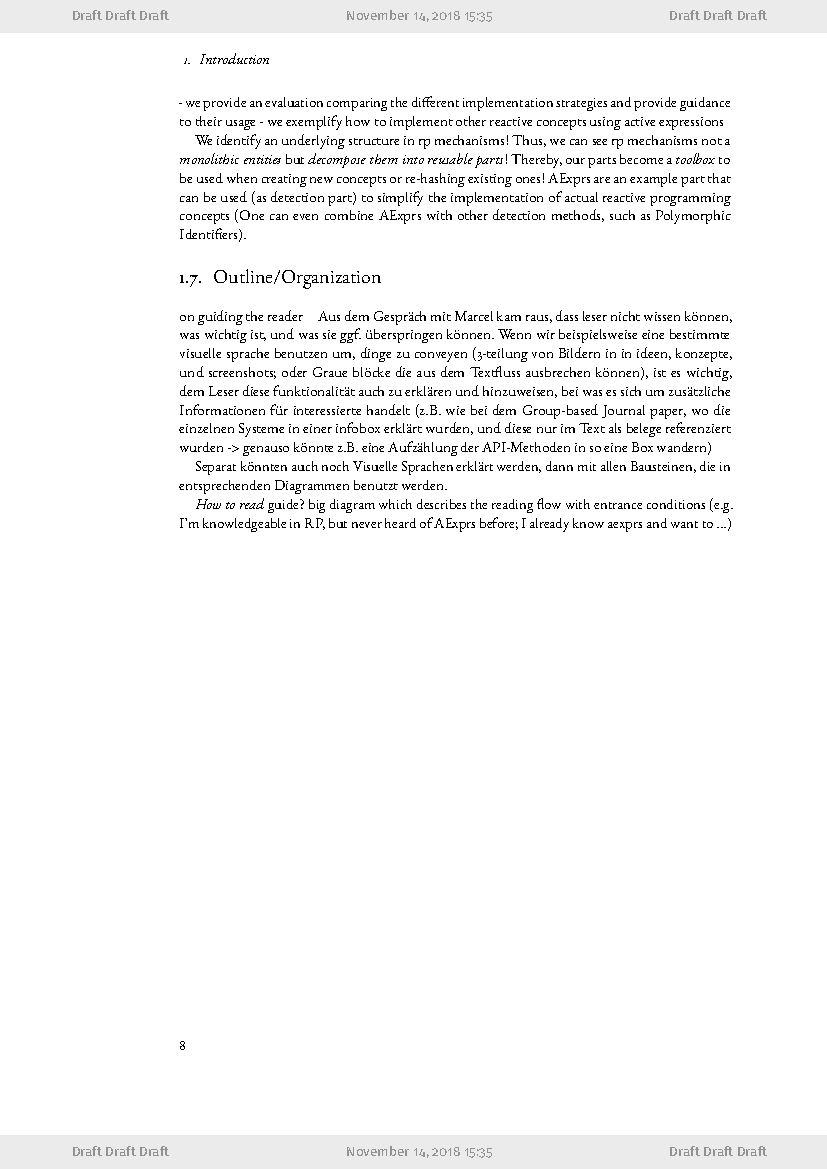 Draft Draft Draft November 14, 2018 15:35 Draft Draft Draft
1. Introduction
- we provide an evaluation comparing the different implementation strategies and provide guidance
to their usage - we exemplify how to implement other reactive concepts using active expressions
We identify an underlying structure in rp mechanisms! Thus, we can see rp mechanisms not a
monolithic entities but decompose them into reusable parts! Thereby, our parts become a toolbox to
be used when creating new concepts or re-hashing existing ones! AExprs are an example part that
can be used (as detection part) to simplify the implementation of actual reactive programming
concepts (One can even combine AExprs with other detection methods, such as Polymorphic
Identifiers).
1.7. Outline/Organization
on guiding the reader Aus dem Gespräch mit Marcel kam raus, dass leser nicht wissen können,
was wichtig ist, und was sie ggf. überspringen können. Wenn wir beispielsweise eine bestimmte
visuelle sprache benutzen um, dinge zu conveyen (3-teilung von Bildern in in ideen, konzepte,
und screenshots; oder Graue blöcke die aus dem Textfluss ausbrechen können), ist es wichtig,
dem Leser diese funktionalität auch zu erklären und hinzuweisen, bei was es sich um zusätzliche
Informationen für interessierte handelt (z.B. wie bei dem Group-based Journal paper, wo die
einzelnen Systeme in einer infobox erklärt wurden, und diese nur im Text als belege referenziert
wurden -> genauso könnte z.B. eine Aufzählung der API-Methoden in so eine Box wandern)
Separat könnten auch noch Visuelle Sprachen erklärt werden, dann mit allen Bausteinen, die in
entsprechenden Diagrammen benutzt werden.
How to read guide? big diagram which describes the reading flow with entrance conditions (e.g.
I'm knowledgeable in RP, but never heard of AExprs before; I already know aexprs and want to ...)
8
Draft Draft Draft November 14, 2018 15:35 Draft Draft Draft